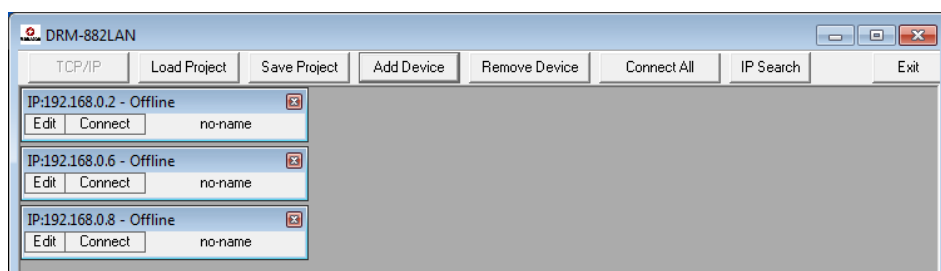 DRM-882LAN
TCP/IP Load Project Save Project Add Device Remove Device Connect All IP Search Exit
IP:192.168.0.2 - Offline
Edit Connect no-name
IP:192.168.0.6 - Offline
Edit Connect no-name
IP:192.168.0.8 - Offline
Edit Connect no-name